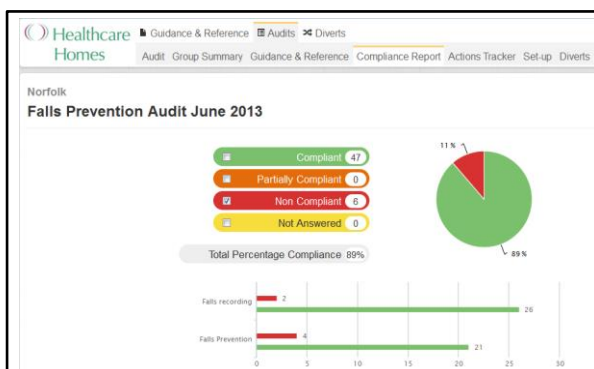 Healthcare Homes
Guidance & Reference Audits Diverts
Audit Group Summary Guidance & Reference Compliance Report Actions Tracker Set-up Diverts
Norfolk
Falls Prevention Audit June 2013
Compliant 47
Partially Compliant 0
Non Compliant 6
Not Answered 0
Total Percentage Compliance 89%
11 %
89 %
Falls recording 2 26
Falls Prevention 4 21
0 5 10 15 20 25 30